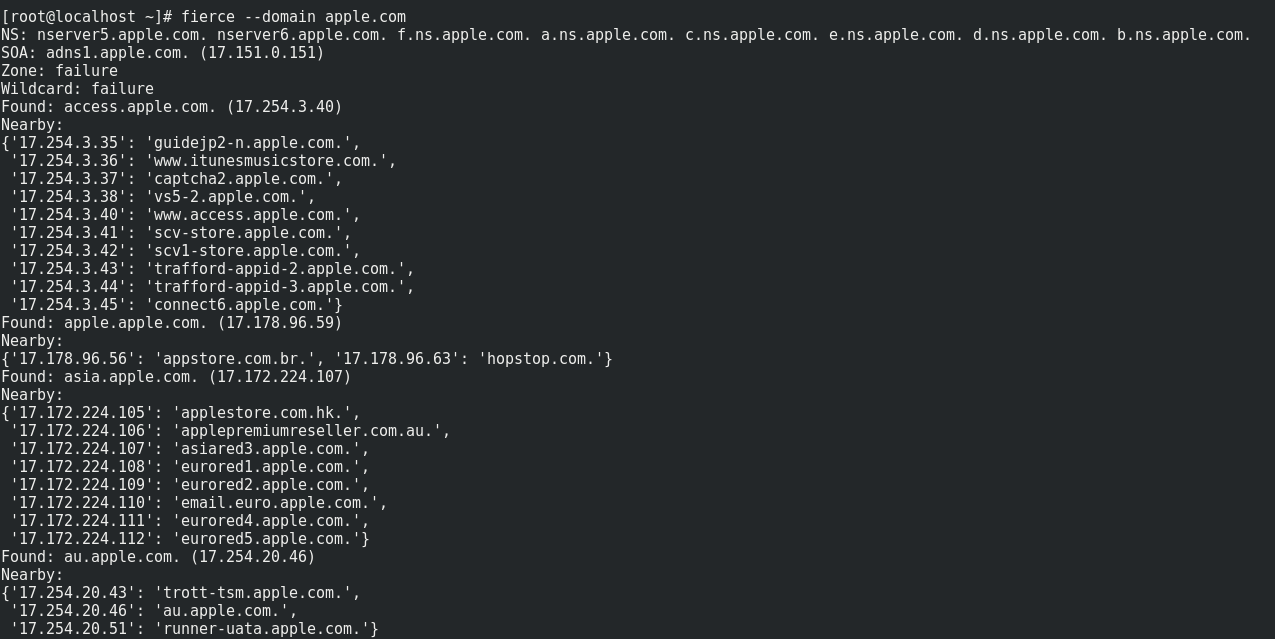 [root@localhost ~]# fierce --domain apple.com
NS: nserver5.apple.com. nserver6.apple.com. f.ns.apple.com. a.ns.apple.com. c.ns.apple.com. e.ns.apple.com. d.ns.apple.com. b.ns.apple.com.
SOA: adns1.apple.com. (17.151.0.151)
Zone: failure
Wildcard: failure
Found: access.apple.com. (17.254.3.40)
Nearby:
{'17.254.3.35': 'guidejp2-n.apple.com.',
 '17.254.3.36': 'www.itunesmusicstore.com.',
 '17.254.3.37': 'captcha2.apple.com.',
 '17.254.3.38': 'vs5-2.apple.com.',
 '17.254.3.40': 'www.access.apple.com.',
 '17.254.3.41': 'scv-store.apple.com.',
 '17.254.3.42': 'scv1-store.apple.com.',
 '17.254.3.43': 'trafford-appid-2.apple.com.',
 '17.254.3.44': 'trafford-appid-3.apple.com.',
 '17.254.3.45': 'connect6.apple.com.'}
Found: apple.apple.com. (17.178.96.59)
Nearby:
{'17.178.96.56': 'appstore.com.br.', '17.178.96.63': 'hopstop.com.'}
Found: asia.apple.com. (17.172.224.107)
Nearby:
{'17.172.224.105': 'applestore.com.hk.',
 '17.172.224.106': 'applepremiumreseller.com.au.',
 '17.172.224.107': 'asiared3.apple.com.',
 '17.172.224.108': 'eurored1.apple.com.',
 '17.172.224.109': 'eurored2.apple.com.',
 '17.172.224.110': 'email.euro.apple.com.',
 '17.172.224.111': 'eurored4.apple.com.',
 '17.172.224.112': 'eurored5.apple.com.'}
Found: au.apple.com. (17.254.20.46)
Nearby:
{'17.254.20.43': 'trott-tsm.apple.com.',
 '17.254.20.46': 'au.apple.com.',
 '17.254.20.51': 'runner-uata.apple.com.'}